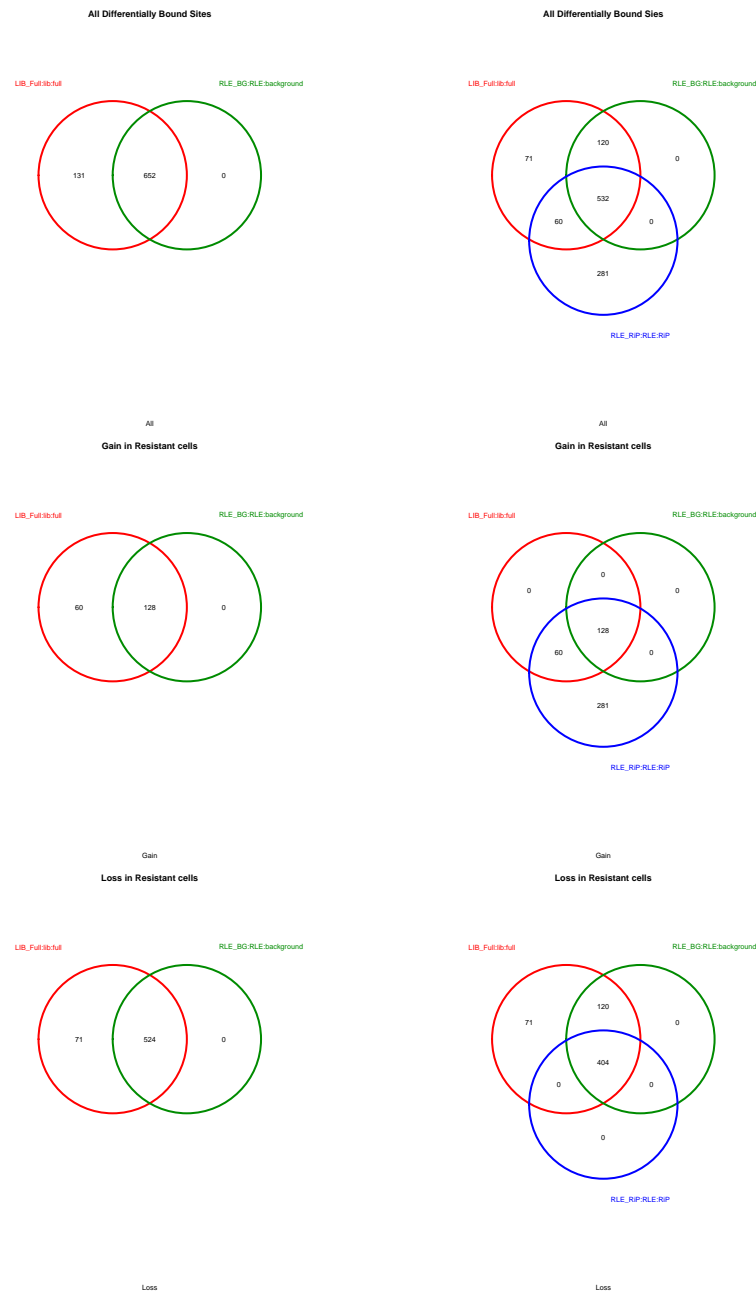 All Differentially Bound Sites
LIB_Full:lib:full
RLE_BG:RLE:background
131
652
0
All
All Differentially Bound Sies
LIB_Full:lib:full
RLE_BG:RLE:background
120
71
0
532
60
0
281
RLE_RiP:RLE:RiP
All
Gain in Resistant cells
LIB_Full:lib:full
RLE_BG:RLE:background
60
128
0
Gain
Gain in Resistant cells
LIB_Full:lib:full
RLE_BG:RLE:background
0
0
0
128
60
0
281
RLE_RiP:RLE:RiP
Gain
Loss in Resistant cells
LIB_Full:lib:full
RLE_BG:RLE:background
71
524
0
Loss
Loss in Resistant cells
LIB_Full:lib:full
RLE_BG:RLE:background
120
71
0
404
0
0
0
RLE_RiP:RLE:RiP
Loss